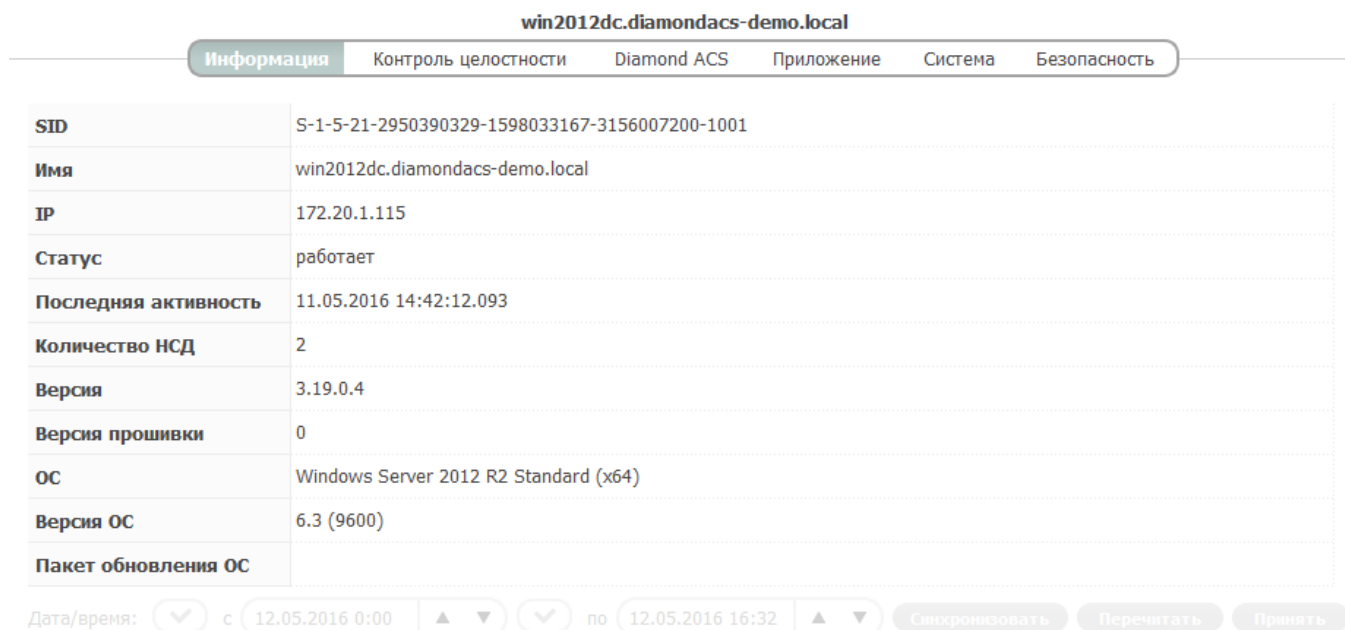 win2012dc.diamondacs-demo.local
Информация Контроль целостности Diamond ACS Приложение Система Безопасность
SID S-1-5-21-2950390329-1598033167-3156007200-1001
Имя win2012dc.diamondacs-demo.local
IP 172.20.1.115
Статус работает
Последняя активность 11.05.2016 14:42:12.093
Количество НСД 2
Версия 3.19.0.4
Версия прошивки 0
ОС Windows Server 2012 R2 Standard (x64)
Версия ОС 6.3 (9600)
Пакет обновления ОС
Дата/время: с 12.05.2016 0:00 по 12.05.2016 16:32 Синхронизовать Перечитать Принять